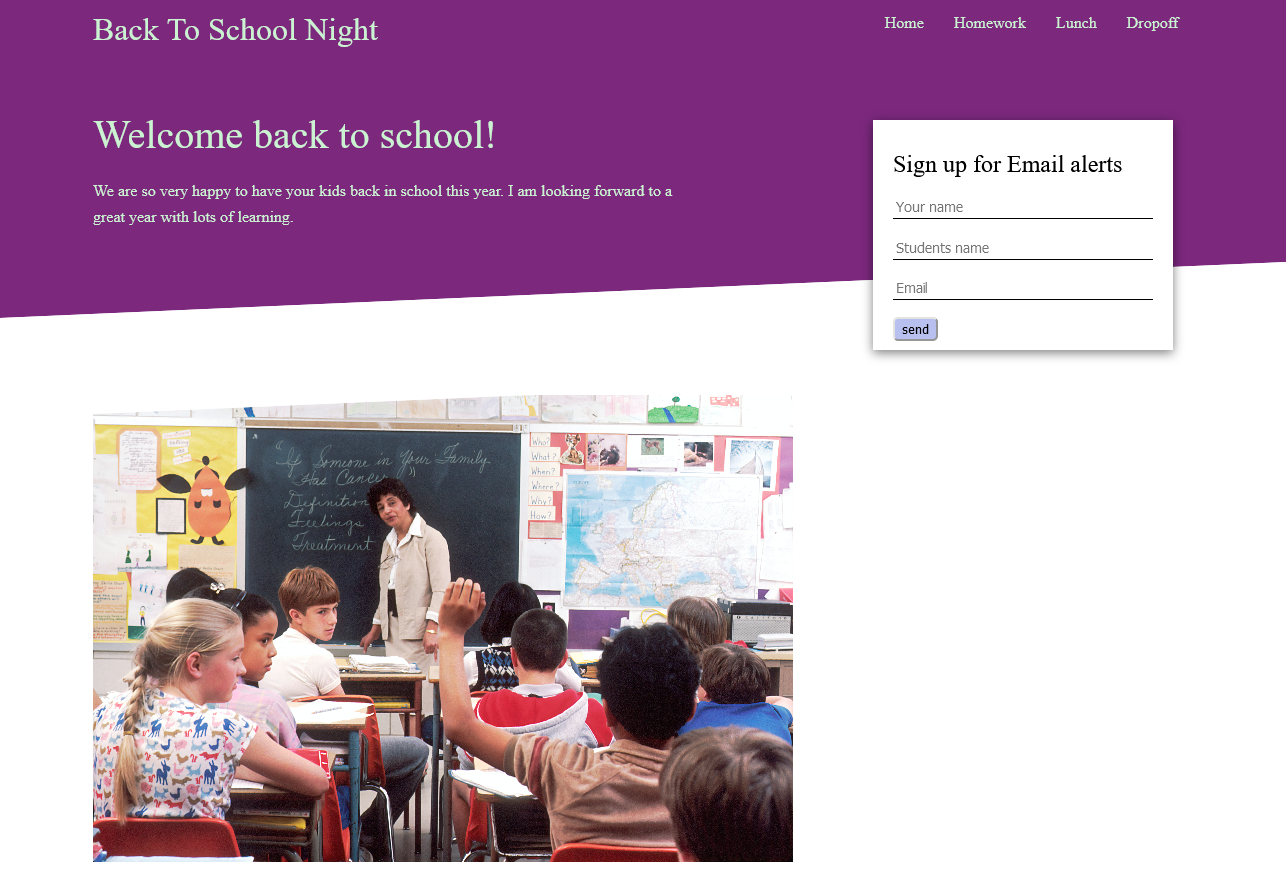 Back To School Night
Home Homework Lunch Dropoff
Welcome back to school!
We are so very happy to have your kids back in school this year. I am looking forward to a
great year with lots of learning.
Sign up for Email alerts
Your name
Students name
Email
send
"If Someone in Your Family
Has Cancer"
Definition
Feelings
Treatment
Who?
What?
When?
Where?
Why?
How?